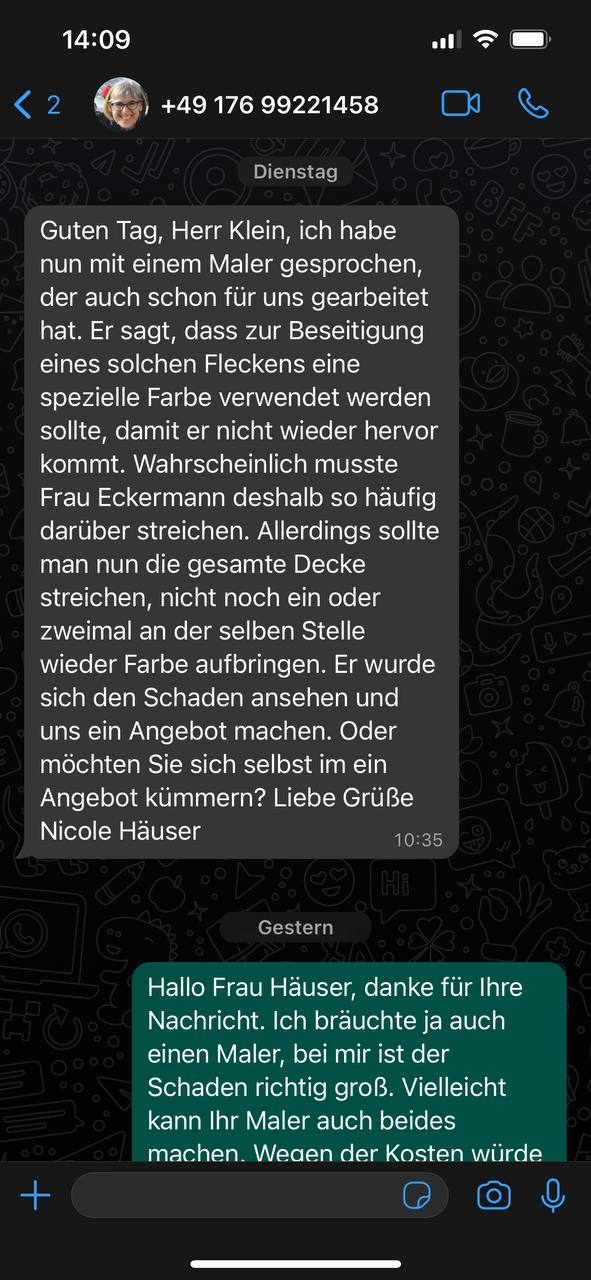 14:09
2
+49 176 99221458
Dienstag
Guten Tag, Herr Klein, ich habe
nun mit einem Maler gesprochen,
der auch schon für uns gearbeitet
hat. Er sagt, dass zur Beseitigung
eines solchen Fleckens eine
spezielle Farbe verwendet werden
sollte, damit er nicht wieder hervor
kommt. Wahrscheinlich musste
Frau Eckermann deshalb so häufig
darüber streichen. Allerdings sollte
man nun die gesamte Decke
streichen, nicht noch ein oder
zweimal an der selben Stelle
wieder Farbe aufbringen. Er wurde
sich den Schaden ansehen und
uns ein Angebot machen. Oder
möchten Sie sich selbst im ein
Angebot kümmern? Liebe Grüße
Nicole Häuser
10:35
Gestern
Hallo Frau Häuser, danke für Ihre
Nachricht. Ich bräuchte ja auch
einen Maler, bei mir ist der
Schaden richtig groß. Vielleicht
kann Ihr Maler auch beides
machen. Wegen der Kosten würde